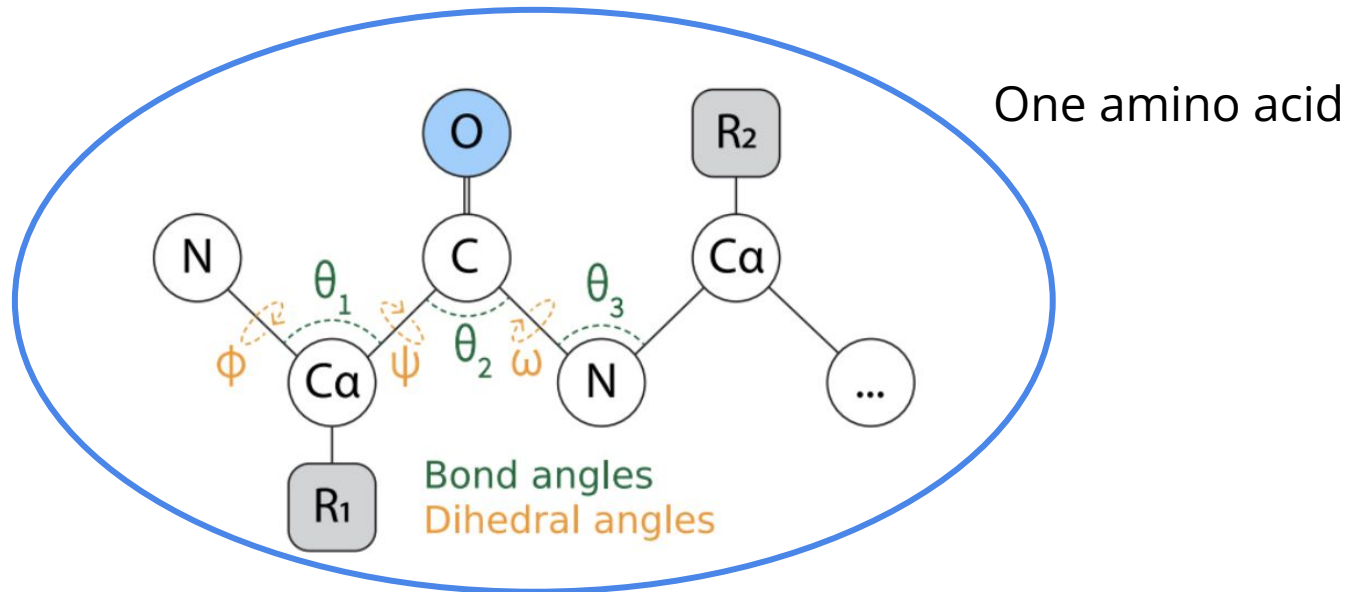 One amino acid
O
R₂
N
C
Cα
θ₁
θ₃
ϕ
Cα
ψ
θ₂
ω
N
...
R₁
Bond angles
Dihedral angles